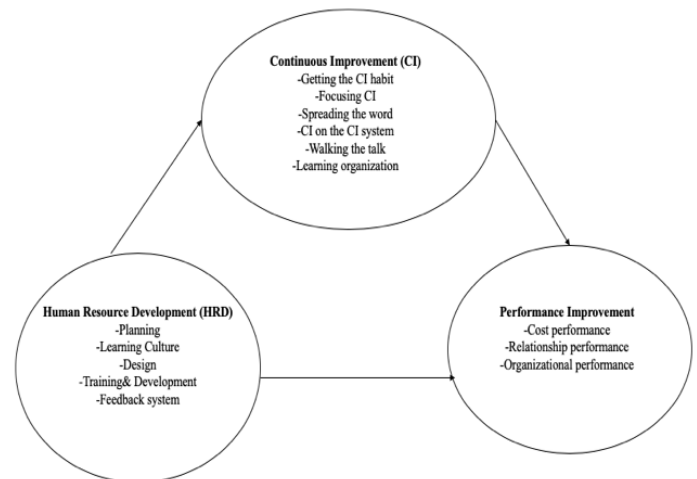 Continuous Improvement (CI)
-Getting the CI habit
-Focusing CI
-Spreading the word
-CI on the CI system
-Walking the talk
-Learning organization
Human Resource Development (HRD)
-Planning
-Learning Culture
-Design
-Training& Development
-Feedback system
Performance Improvement
-Cost performance
-Relationship performance
-Organizational performance